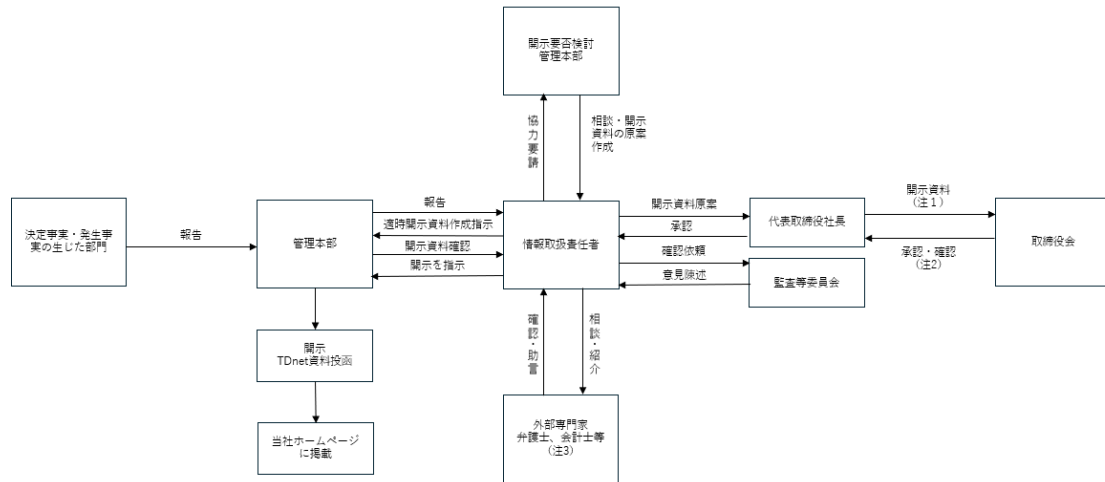 開示要否検討
管理本部
協力要請
相談・開示
資料の原案
作成
決定事実・発生事
実の生じた部門
報告
管理本部
報告
適時開示資料作成指示
開示資料確認
開示を指示
情報取扱責任者
開示資料原案
承認
確認依頼
意見陳述
代表取締役社長
監査等委員会
開示資料
(注１)
承認・確認
(注2)
取締役会
開示
TDnet資料投函
当社ホームページ
に掲載
確認・助言
相談・紹介
外部専門家
弁護士、会計士等
(注3)